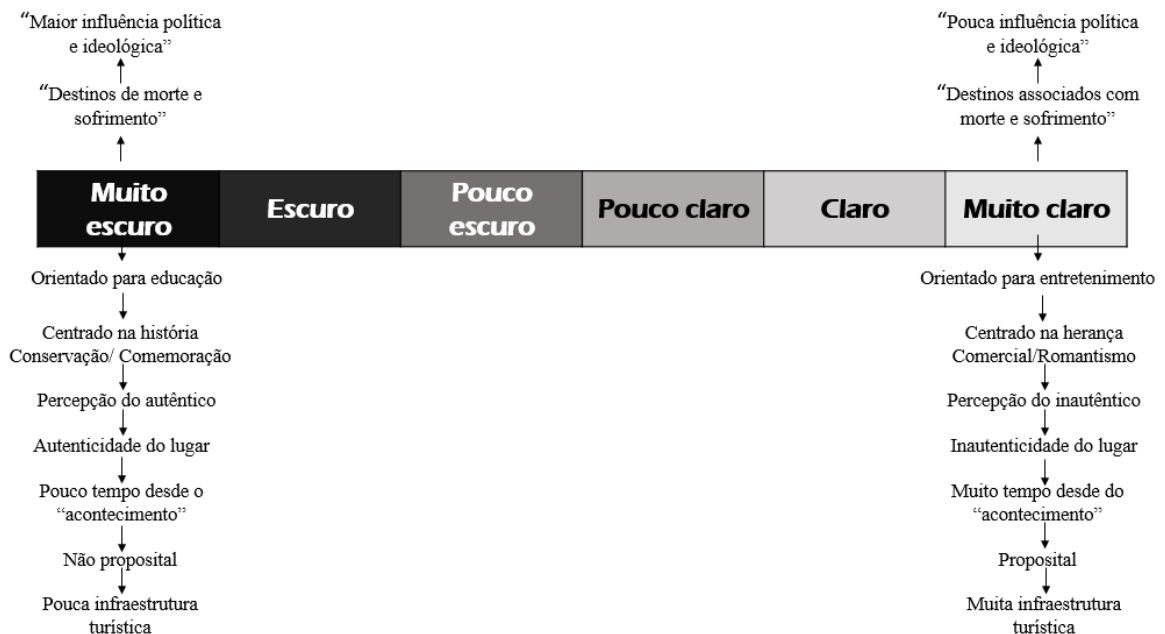 “Maior influência política
e ideológica”
“Destinos de morte e
sofrimento”
“Pouca influência política
e ideológica”
“Destinos associados com
morte e sofrimento”
Muito
escuro
Escuro
Pouco
escuro
Pouco claro
Claro
Muito claro
Orientado para educação
Centrado na história
Conservação/ Comemoração
Percepção do autêntico
Autenticidade do lugar
Pouco tempo desde o
“acontecimento”
Não proposital
Pouca infraestrutura
turística
Orientado para entretenimento
Centrado na herança
Comercial/Romantismo
Percepção do inautêntico
Inautenticidade do lugar
Muito tempo desde do
“acontecimento”
Proposital
Muita infraestrutura
turística